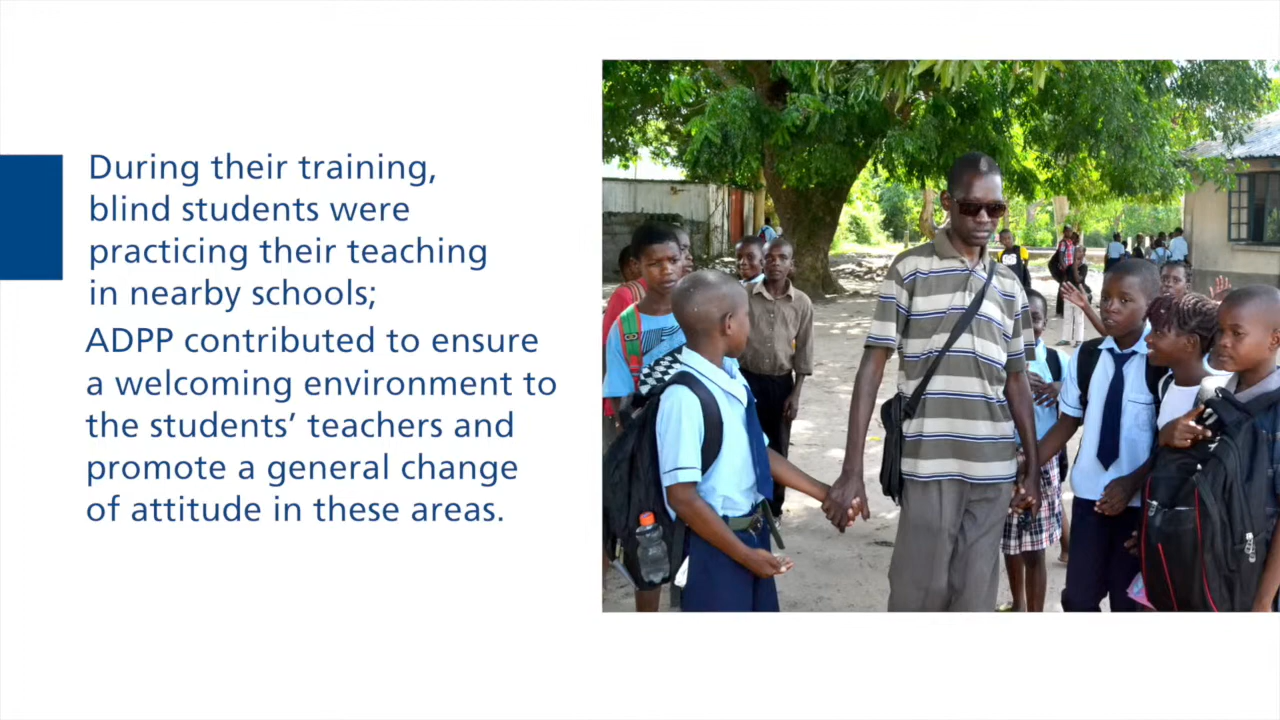 During their training,
blind students were
practicing their teaching
in nearby schools;
ADPP contributed to ensure
a welcoming environment to
the students’ teachers and
promote a general change
of attitude in these areas.